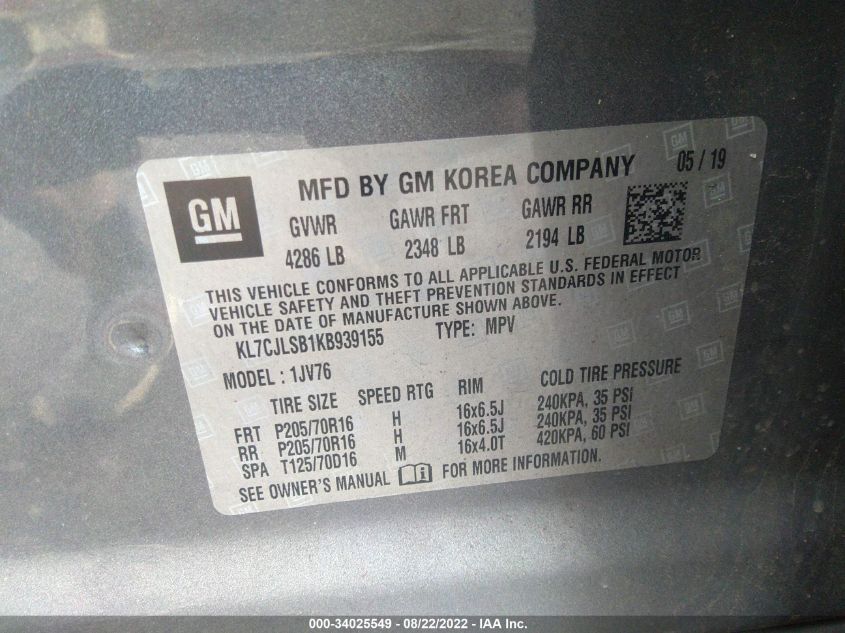 GM
MFD BY GM KOREA COMPANY 05 / 19
GVWR GAWR FRT GAWR RR
4286 LB 2348 LB 2194 LB
THIS VEHICLE CONFORMS TO ALL APPLICABLE U.S. FEDERAL MOTOR
VEHICLE SAFETY AND THEFT PREVENTION STANDARDS IN EFFECT
ON THE DATE OF MANUFACTURE SHOWN ABOVE.
KL7CJLSB1KB939155 TYPE: MPV
MODEL : 1JV76
TIRE SIZE SPEED RTG RIM COLD TIRE PRESSURE
FRT P205/70R16 H 16x6.5J 240KPA, 35 PSI
RR P205/70R16 H 16x6.5J 240KPA, 35 PSI
SPA T125/70D16 M 16x4.0T 420KPA, 60 PSI
SEE OWNER'S MANUAL FOR MORE INFORMATION.
000-34025549 - 08/22/2022 - IAA Inc.